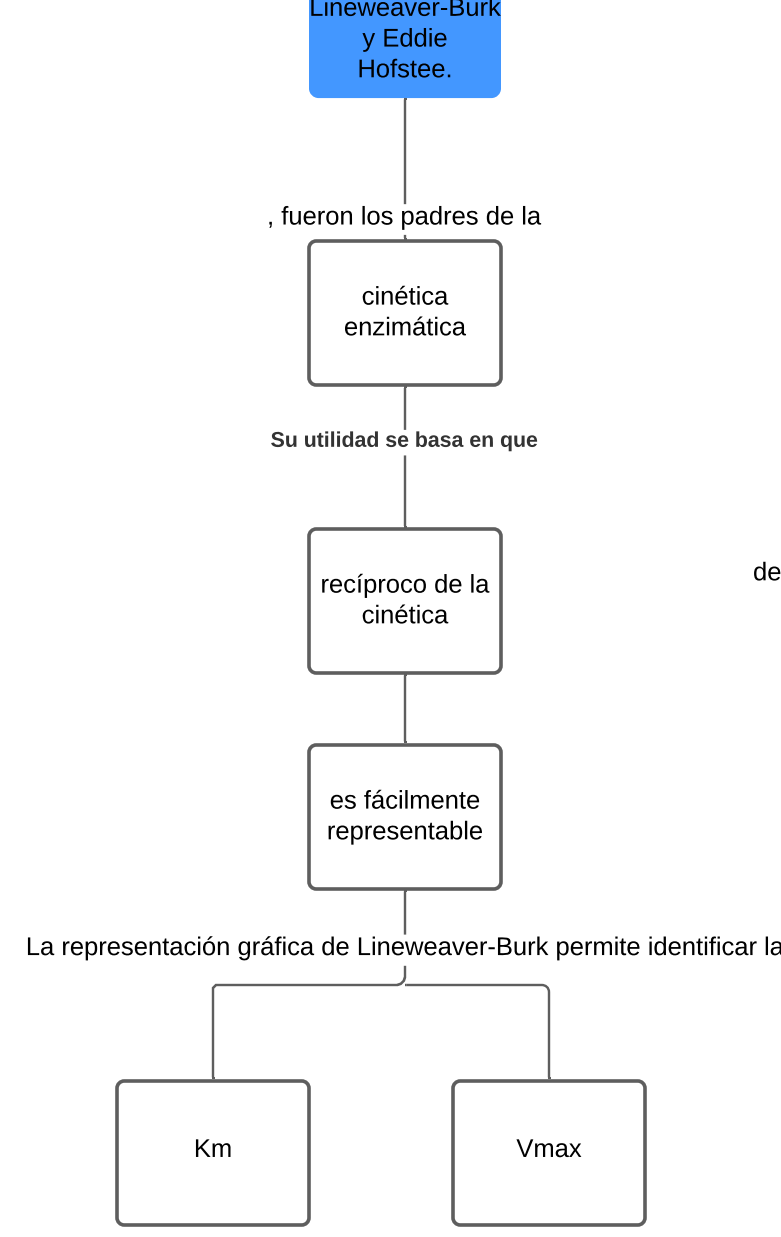 Lineweaver-Burk
y Eddie
Hofstee.
, fueron los padres de la
cinética
enzimática
Su utilidad se basa en que
recíproco de la
cinética
de
es fácilmente
representable
La representación gráfica de Lineweaver-Burk permite identificar la
Km
Vmax